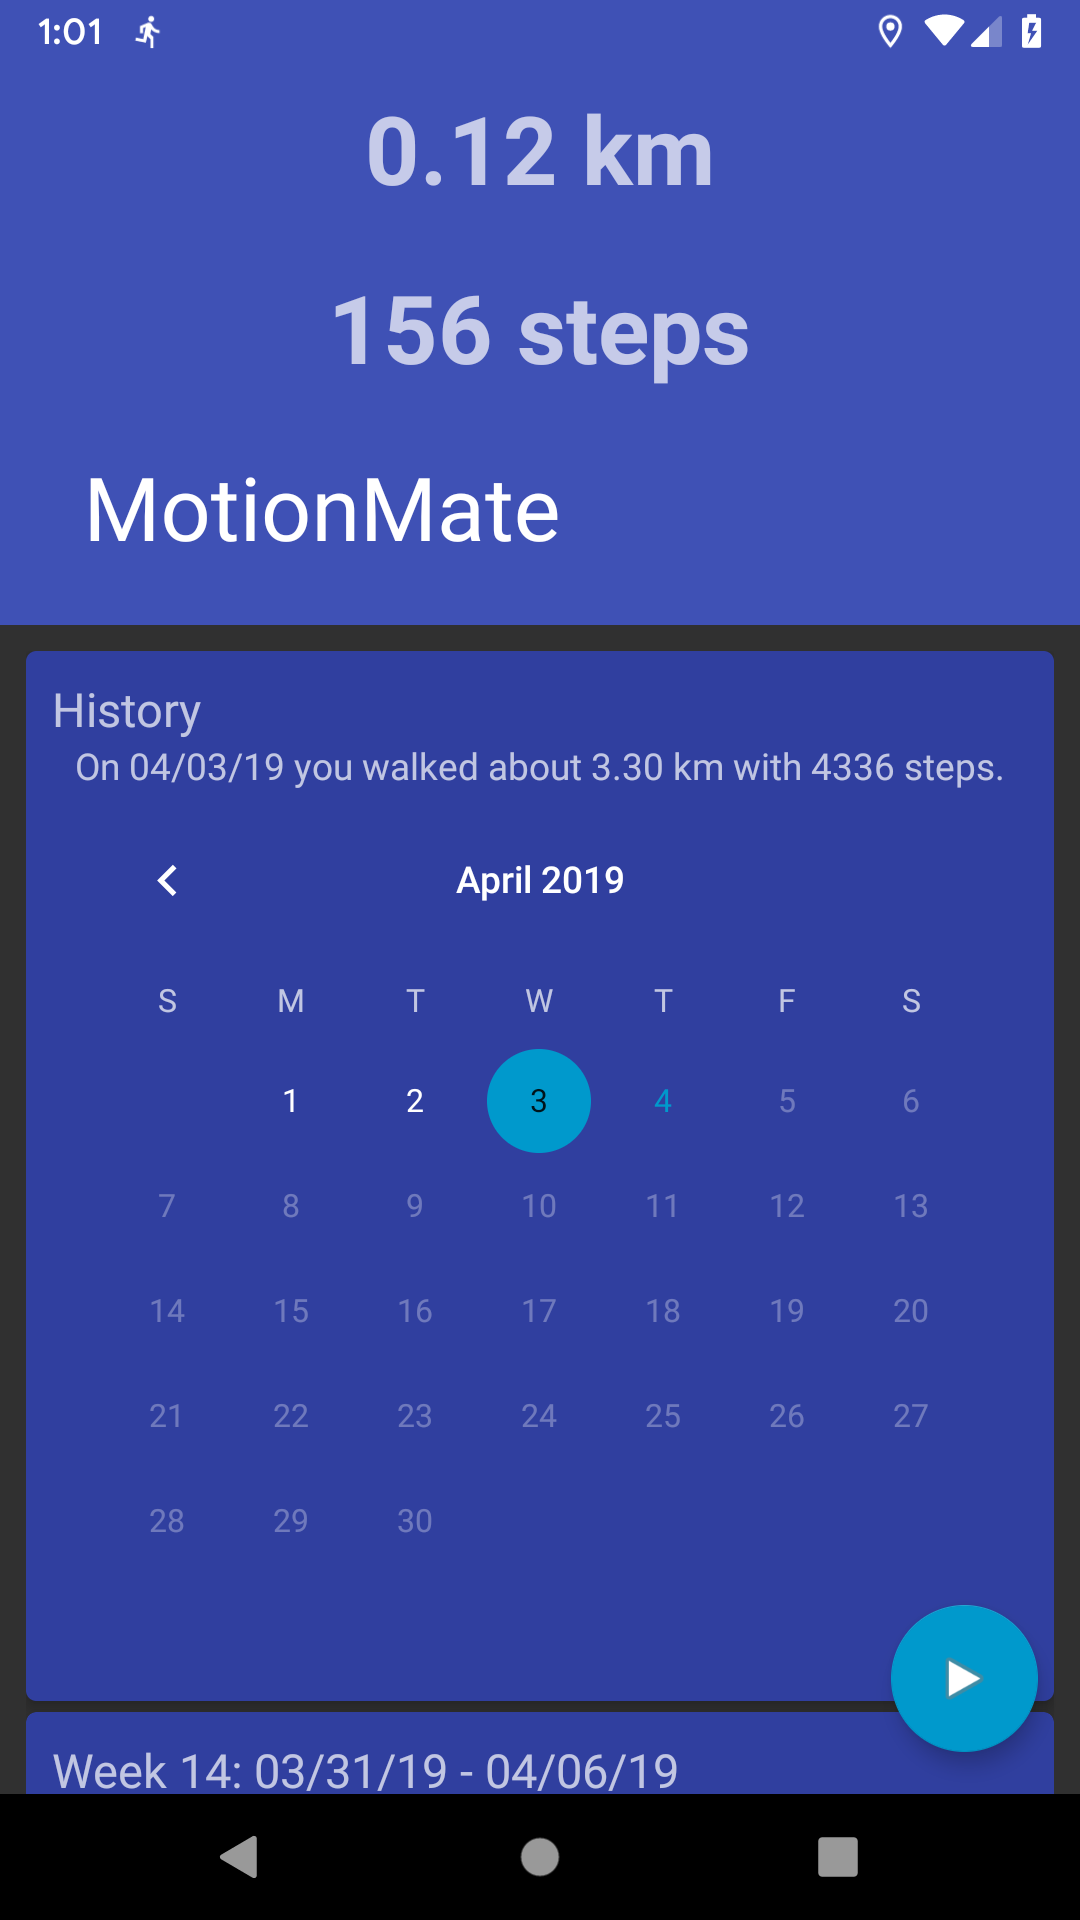 1:01
0.12 km
156 steps
MotionMate
History
On 04/03/19 you walked about 3.30 km with 4336 steps.
April 2019
S M T W T F S
1 2 3 4 5 6
7 8 9 10 11 12 13
14 15 16 17 18 19 20
21 22 23 24 25 26 27
28 29 30
Week 14: 03/31/19 - 04/06/19